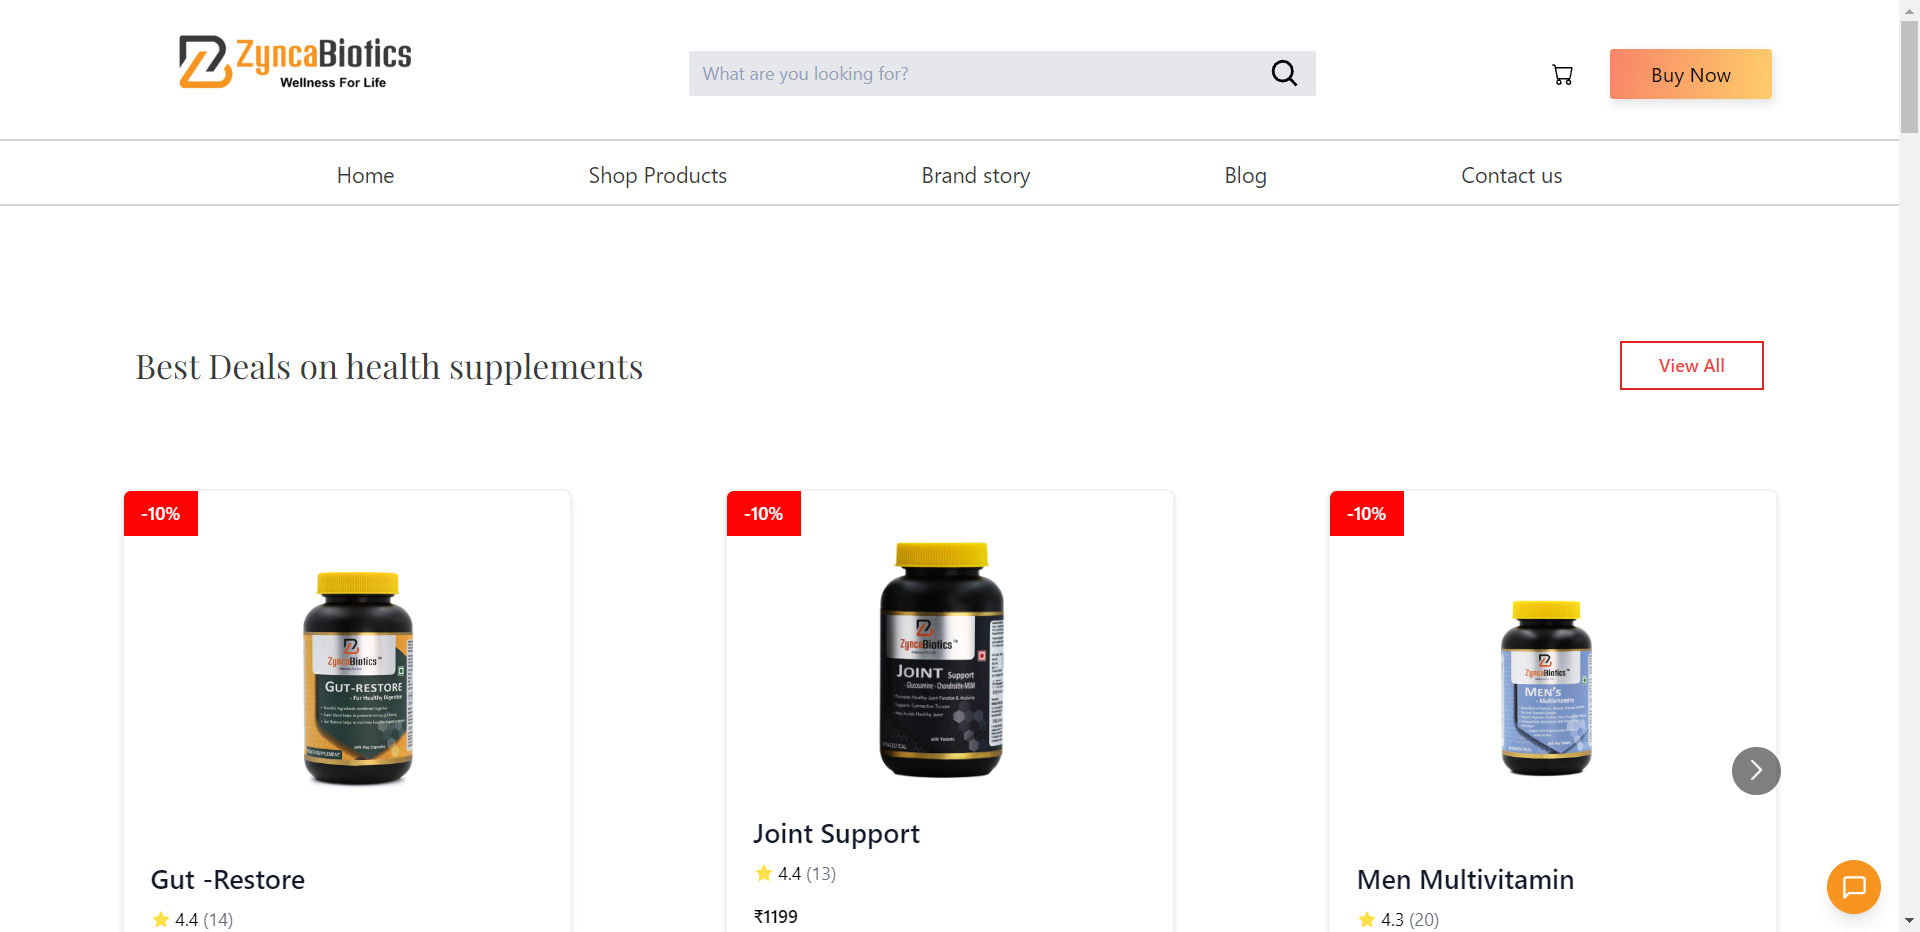 ZyncaBiotics
Wellness For Life
What are you looking for?
Buy Now
Home
Shop Products
Brand story
Blog
Contact us
Best Deals on health supplements
View All
-10%
-10%
-10%
ZyncaBiotics™
GUT-RESTORE
- For Healthy Digestion
ZyncaBiotics™
JOINT Support
- Glucosamine - Chondroitin-MSM
ZyncaBiotics™
MEN'S
- Multivitamin
Joint Support
4.4 (13)
₹1199
Gut -Restore
4.4 (14)
Men Multivitamin
4.3 (20)